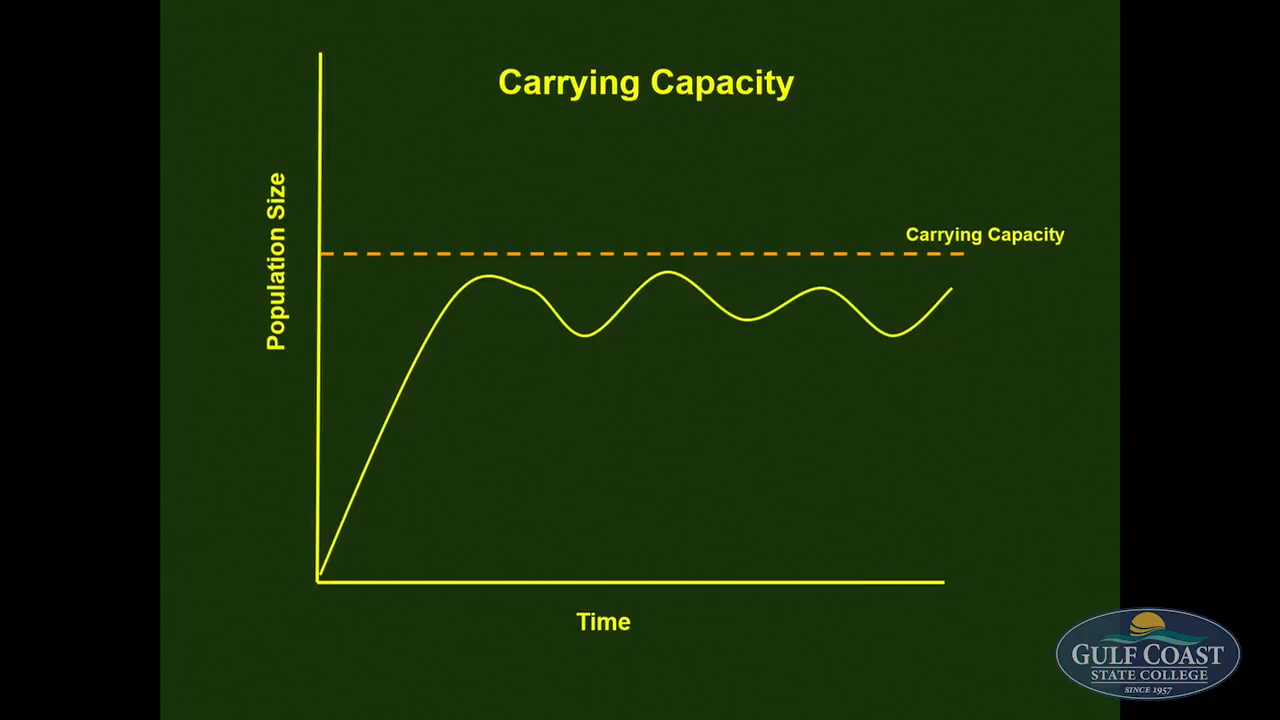 Carrying Capacity
Population Size
Carrying Capacity
Time
GULF COAST
STATE COLLEGE
SINCE 1957